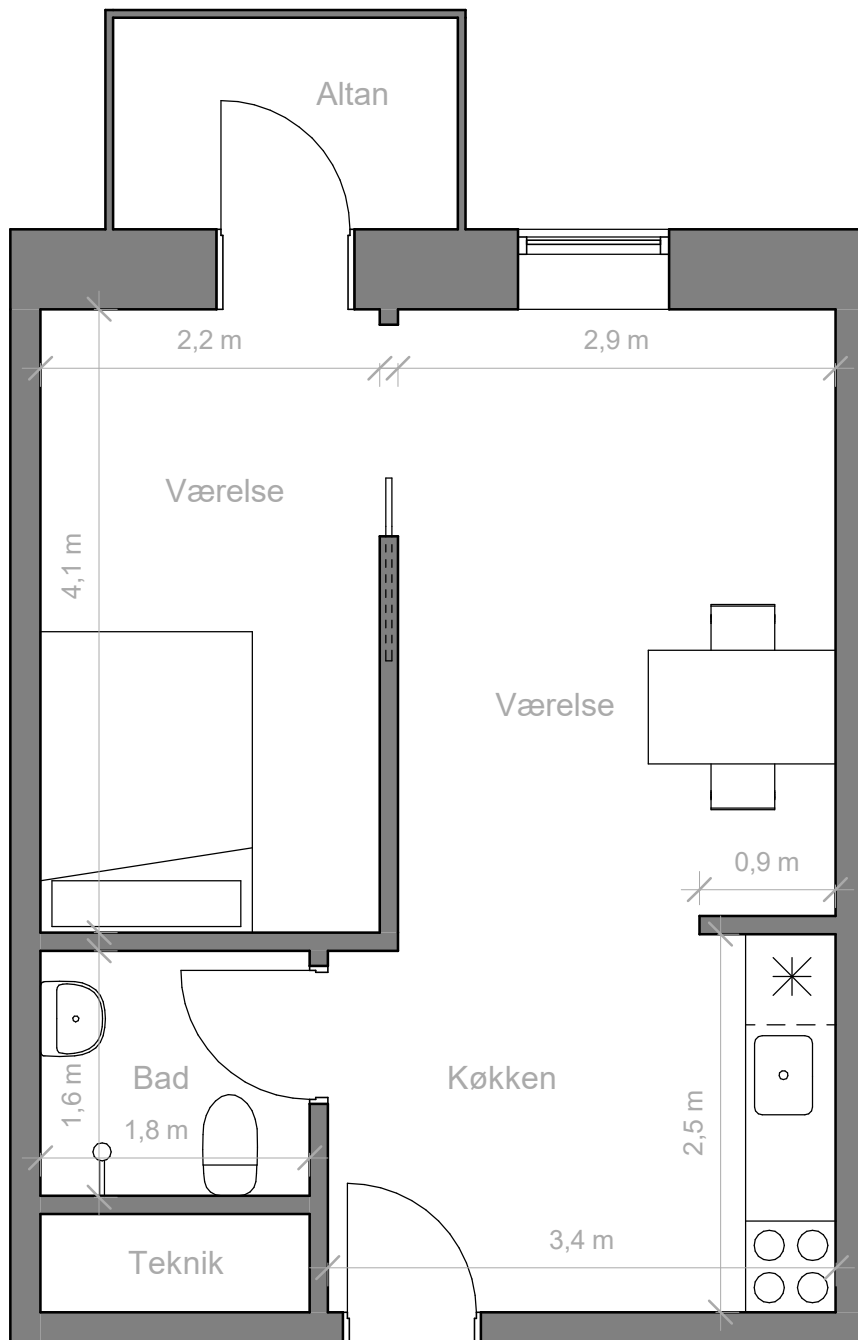 Altan
2,2 m
2,9 m
Værelse
4,1 m
Værelse
0,9 m
Bad
Køkken
1,6 m
1,8 m
2,5 m
3,4 m
Teknik